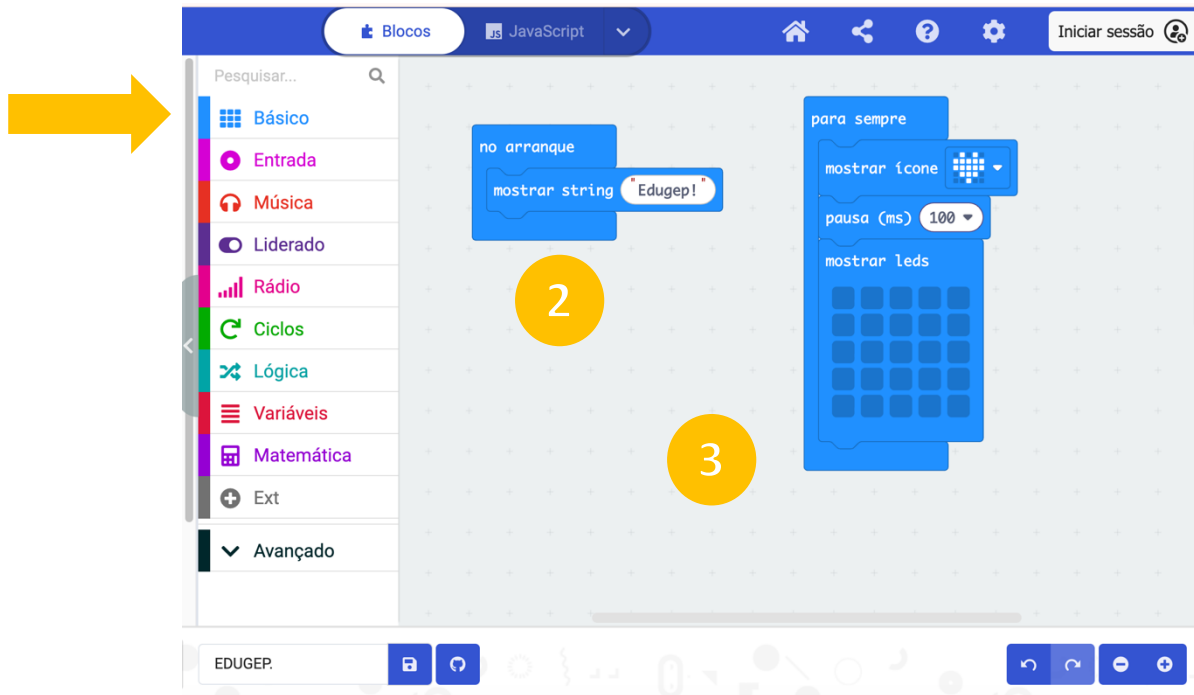 Blocos
JS JavaScript
Iniciar sessão
Pesquisar...
Básico
Entrada
Música
Liderado
Rádio
Ciclos
Lógica
Variáveis
Matemática
Ext
Avançado
no arranque
mostrar string "Edugep!"
2
3
para sempre
mostrar ícone
pausa (ms) 100
mostrar leds
EDUGEP.